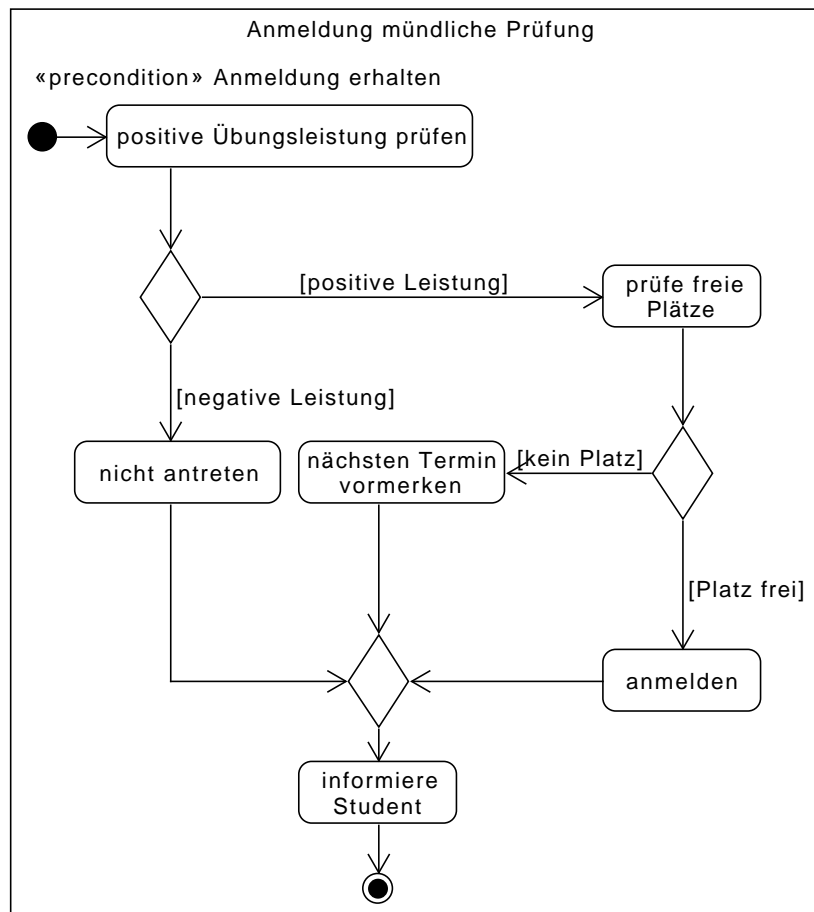 Anmeldung mündliche Prüfung
«precondition» Anmeldung erhalten
positive Übungsleistung prüfen
[positive Leistung]
prüfe freie
Plätze
[negative Leistung]
nicht antreten
nächsten Termin
vormerken
[kein Platz]
[Platz frei]
anmelden
informiere
Student